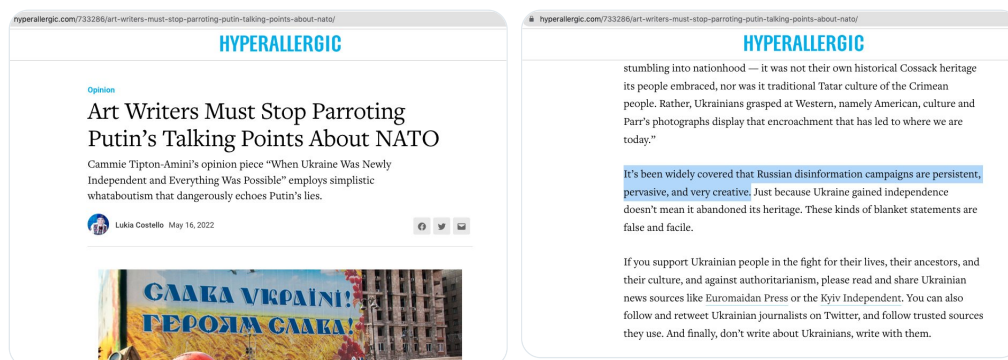 hyperallergic.com/733286/art-writers-must-stop-parroting-putin-talking-points-about-nato/
HYPERALLERGIC
Opinion
Art Writers Must Stop Parroting
Putin’s Talking Points About NATO
Cammie Tipton-Amini’s opinion piece “When Ukraine Was Newly
Independent and Everything Was Possible” employs simplistic
whataboutism that dangerously echoes Putin’s lies.
Lukia Costello May 16, 2022
СЛАВА УКРАЇНІ!
ГЕРОЯМ СЛАВА!
hyperallergic.com/733286/art-writers-must-stop-parroting-putin-talking-points-about-nato/
HYPERALLERGIC
stumbling into nationhood — it was not their own historical Cossack heritage
its people embraced, nor was it traditional Tatar culture of the Crimean
people. Rather, Ukrainians grasped at Western, namely American, culture and
Parr’s photographs display that encroachment that has led to where we are
today.”
It’s been widely covered that Russian disinformation campaigns are persistent,
pervasive, and very creative. Just because Ukraine gained independence
doesn’t mean it abandoned its heritage. These kinds of blanket statements are
false and facile.
If you support Ukrainian people in the fight for their lives, their ancestors, and
their culture, and against authoritarianism, please read and share Ukrainian
news sources like Euromaidan Press or the Kyiv Independent. You can also
follow and retweet Ukrainian journalists on Twitter, and follow trusted sources
they use. And finally, don’t write about Ukrainians, write with them.